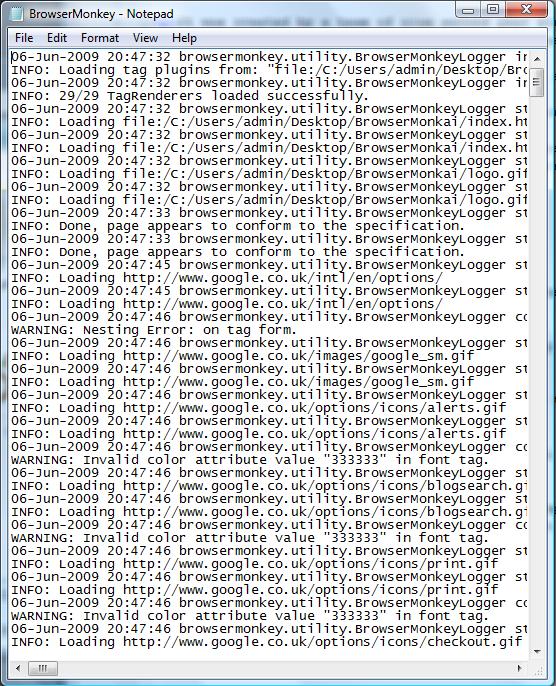 BrowserMonkey - Notepad
File Edit Format View Help
06-Jun-2009 20:47:32 browsermonkey.utility.BrowserMonkeyLogger in
INFO: Loading tag plugins from: "file:/C:/Users/admin/Desktop/Bro
06-Jun-2009 20:47:32 browsermonkey.utility.BrowserMonkeyLogger in
INFO: 29/29 TagRenderers loaded successfully.
06-Jun-2009 20:47:32 browsermonkey.utility.BrowserMonkeyLogger st
INFO: Loading file:/C:/Users/admin/Desktop/BrowserMonkai/index.ht
06-Jun-2009 20:47:32 browsermonkey.utility.BrowserMonkeyLogger st
INFO: Loading file:/C:/Users/admin/Desktop/BrowserMonkai/index.ht
06-Jun-2009 20:47:32 browsermonkey.utility.BrowserMonkeyLogger st
INFO: Loading file:/C:/Users/admin/Desktop/BrowserMonkai/logo.gif
06-Jun-2009 20:47:32 browsermonkey.utility.BrowserMonkeyLogger st
INFO: Loading file:/C:/Users/admin/Desktop/BrowserMonkai/logo.gif
06-Jun-2009 20:47:33 browsermonkey.utility.BrowserMonkeyLogger st
INFO: Done, page appears to conform to the specification.
06-Jun-2009 20:47:33 browsermonkey.utility.BrowserMonkeyLogger st
INFO: Done, page appears to conform to the specification.
06-Jun-2009 20:47:45 browsermonkey.utility.BrowserMonkeyLogger st
INFO: Loading http://www.google.co.uk/intl/en/options/
06-Jun-2009 20:47:45 browsermonkey.utility.BrowserMonkeyLogger st
INFO: Loading http://www.google.co.uk/intl/en/options/
06-Jun-2009 20:47:46 browsermonkey.utility.BrowserMonkeyLogger co
WARNING: Nesting Error: on tag form.
06-Jun-2009 20:47:46 browsermonkey.utility.BrowserMonkeyLogger st
INFO: Loading http://www.google.co.uk/images/google_sm.gif
06-Jun-2009 20:47:46 browsermonkey.utility.BrowserMonkeyLogger st
INFO: Loading http://www.google.co.uk/images/google_sm.gif
06-Jun-2009 20:47:46 browsermonkey.utility.BrowserMonkeyLogger st
INFO: Loading http://www.google.co.uk/options/icons/alerts.gif
06-Jun-2009 20:47:46 browsermonkey.utility.BrowserMonkeyLogger st
INFO: Loading http://www.google.co.uk/options/icons/alerts.gif
06-Jun-2009 20:47:46 browsermonkey.utility.BrowserMonkeyLogger co
WARNING: Invalid color attribute value "333333" in font tag.
06-Jun-2009 20:47:46 browsermonkey.utility.BrowserMonkeyLogger st
INFO: Loading http://www.google.co.uk/options/icons/blogsearch.gi
06-Jun-2009 20:47:46 browsermonkey.utility.BrowserMonkeyLogger st
INFO: Loading http://www.google.co.uk/options/icons/blogsearch.gi
06-Jun-2009 20:47:46 browsermonkey.utility.BrowserMonkeyLogger co
WARNING: Invalid color attribute value "333333" in font tag.
06-Jun-2009 20:47:46 browsermonkey.utility.BrowserMonkeyLogger st
INFO: Loading http://www.google.co.uk/options/icons/print.gif
06-Jun-2009 20:47:46 browsermonkey.utility.BrowserMonkeyLogger st
INFO: Loading http://www.google.co.uk/options/icons/print.gif
06-Jun-2009 20:47:46 browsermonkey.utility.BrowserMonkeyLogger co
WARNING: Invalid color attribute value "333333" in font tag.
06-Jun-2009 20:47:46 browsermonkey.utility.BrowserMonkeyLogger st
INFO: Loading http://www.google.co.uk/options/icons/checkout.gif